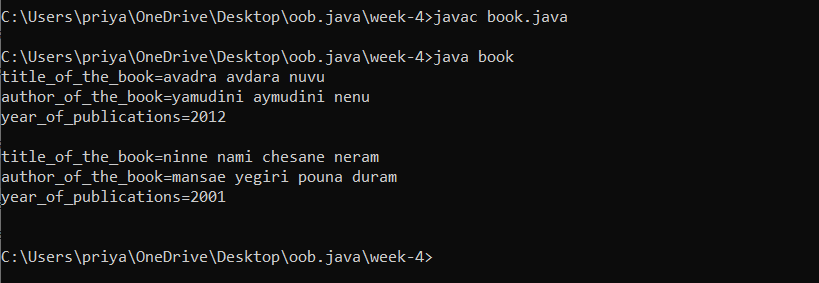 C:\Users\priya\OneDrive\Desktop\oob.java\week-4>javac book.java
C:\Users\priya\OneDrive\Desktop\oob.java\week-4>java book
title_of_the_book=avadra avdara nuvu
author_of_the_book=yamudini aymudini nenu
year_of_publications=2012
title_of_the_book=ninne nami chesane neram
author_of_the_book=mansae yegiri pouna duram
year_of_publications=2001
C:\Users\priya\OneDrive\Desktop\oob.java\week-4>